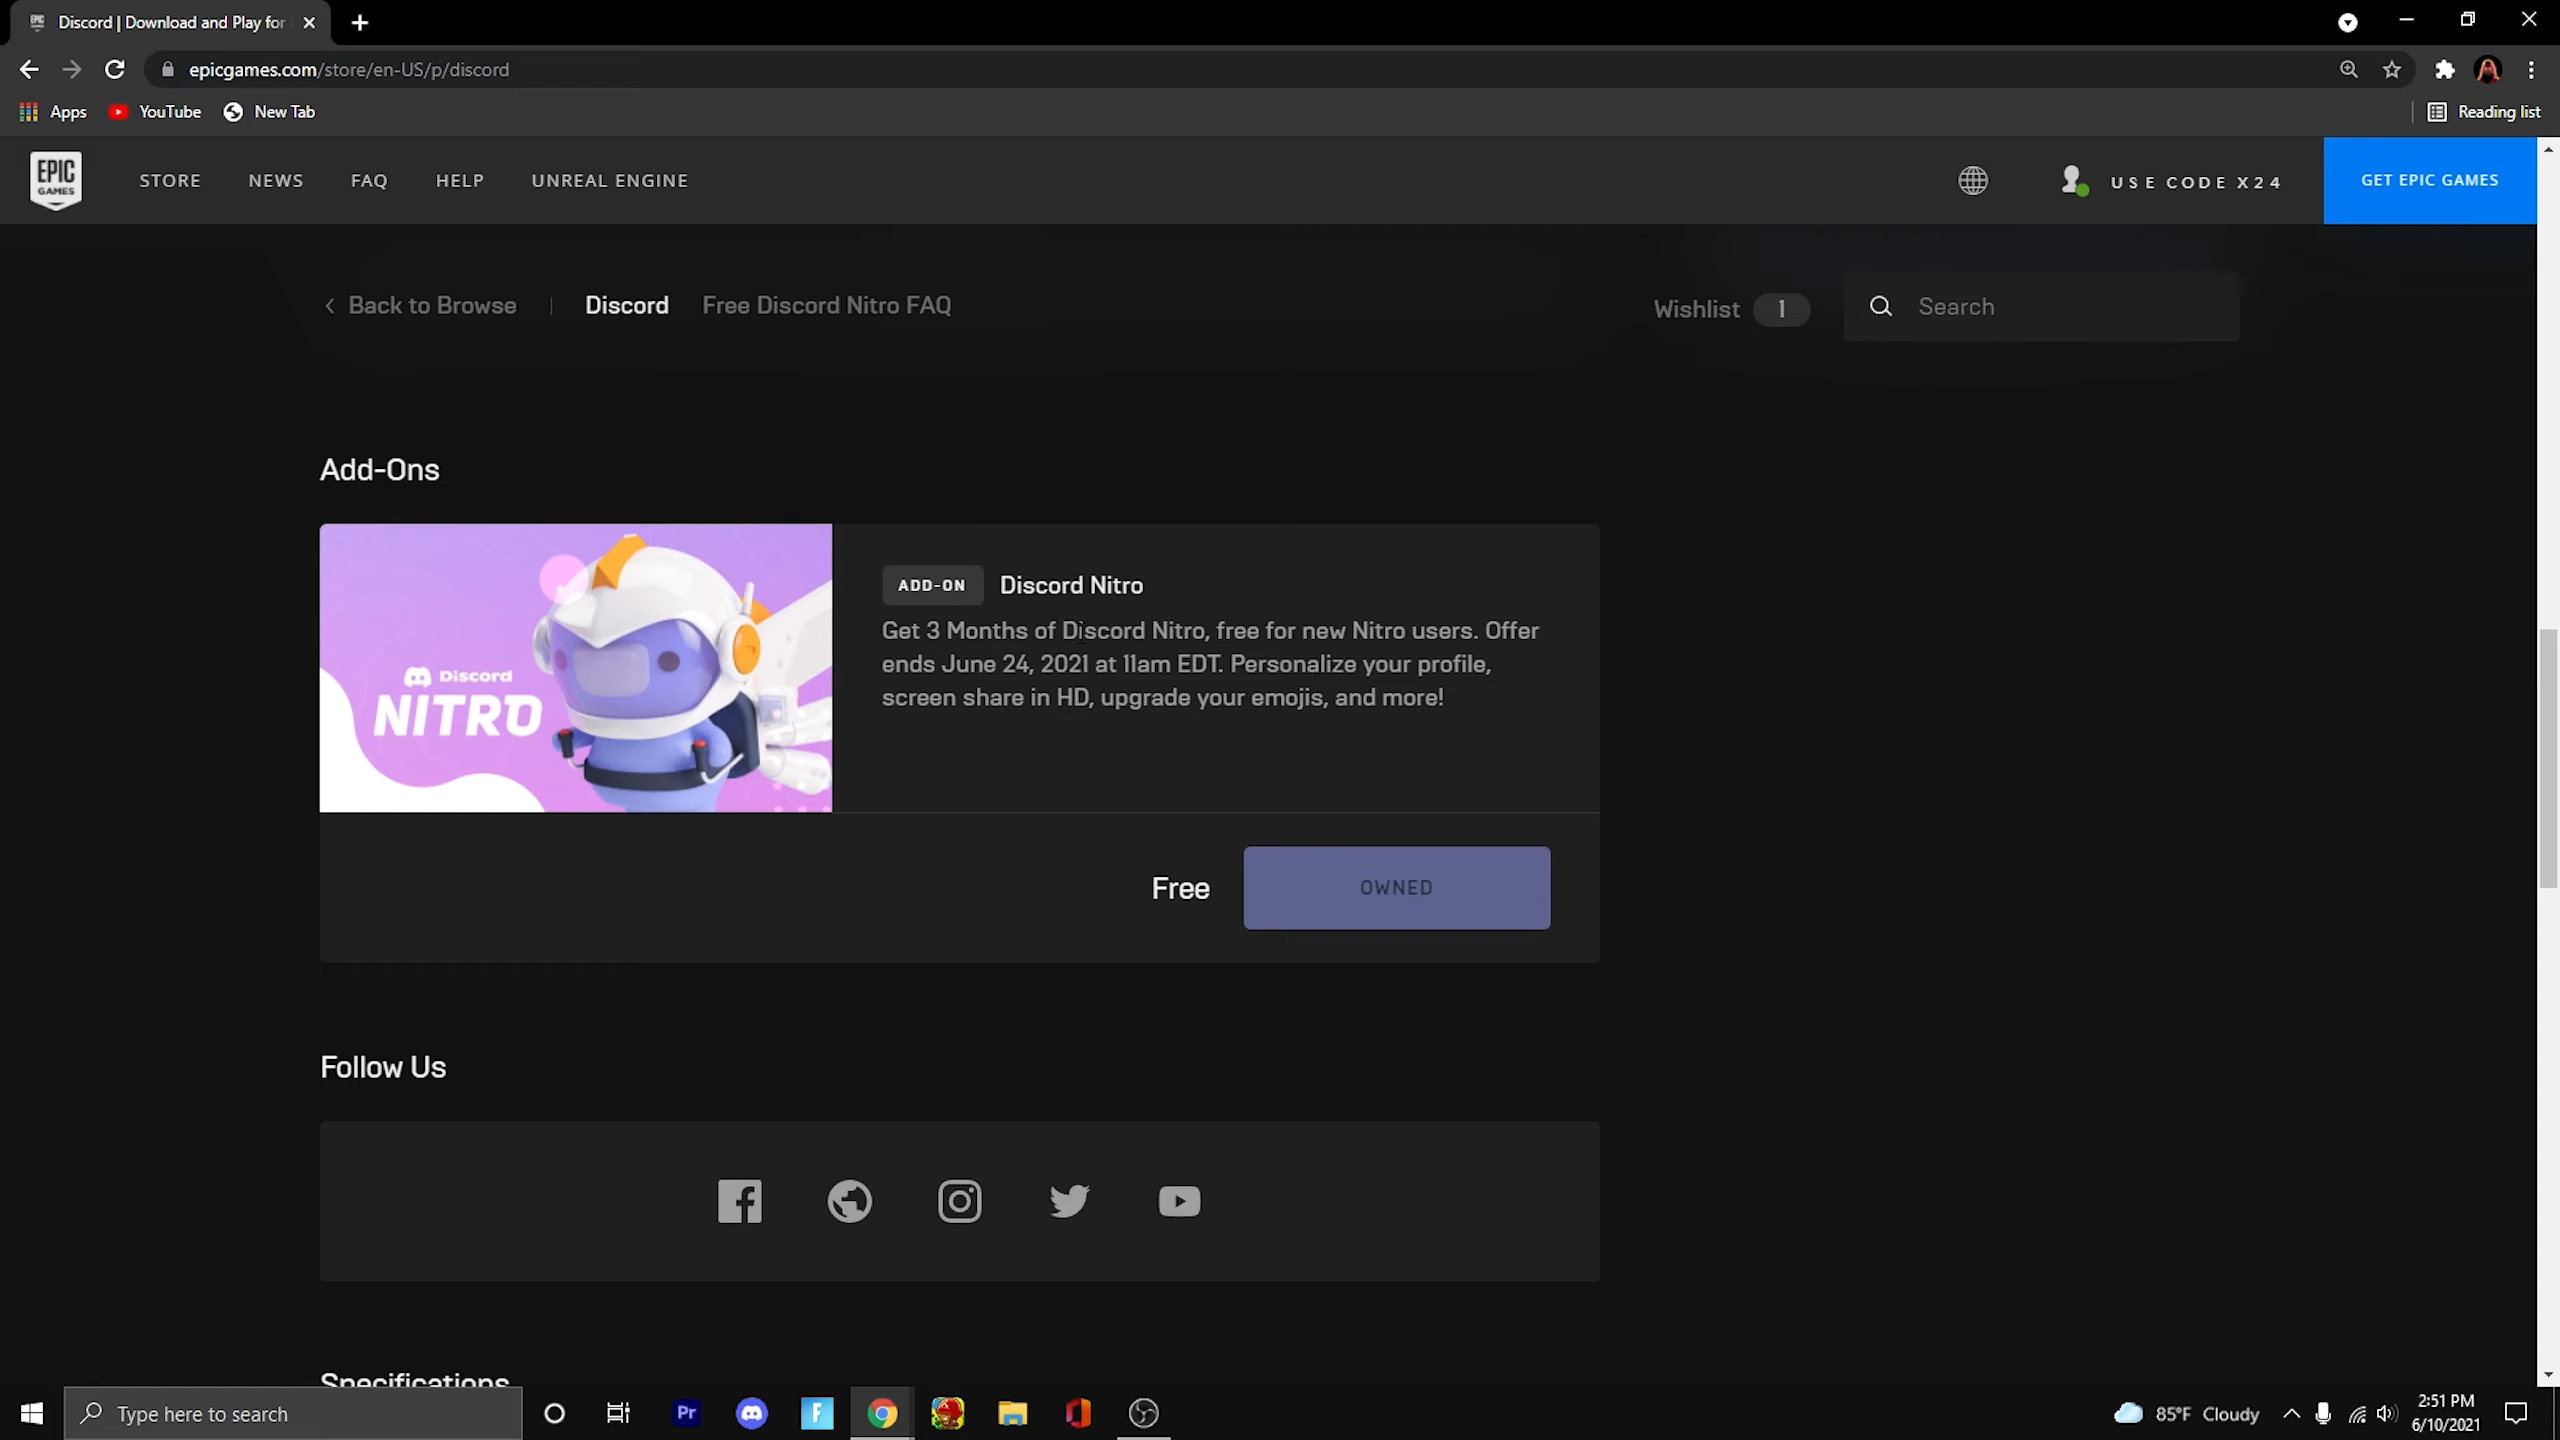 Discord | Download and Play for
epicgames.com/store/en-US/p/discord
Apps
YouTube
New Tab
Reading list
EPIC
GAMES
STORE
NEWS
FAQ
HELP
UNREAL ENGINE
USE CODE X24
GET EPIC GAMES
Back to Browse
Discord
Free Discord Nitro FAQ
Wishlist
1
Search
Add-Ons
Discord
NITRO
ADD-ON
Discord Nitro
Get 3 Months of Discord Nitro, free for new Nitro users. Offer
ends June 24, 2021 at 11am EDT. Personalize your profile,
screen share in HD, upgrade your emojis, and more!
Free
OWNED
Follow Us
Specifications
Type here to search
Pr
F
85°F Cloudy
2:51 PM
6/10/2021